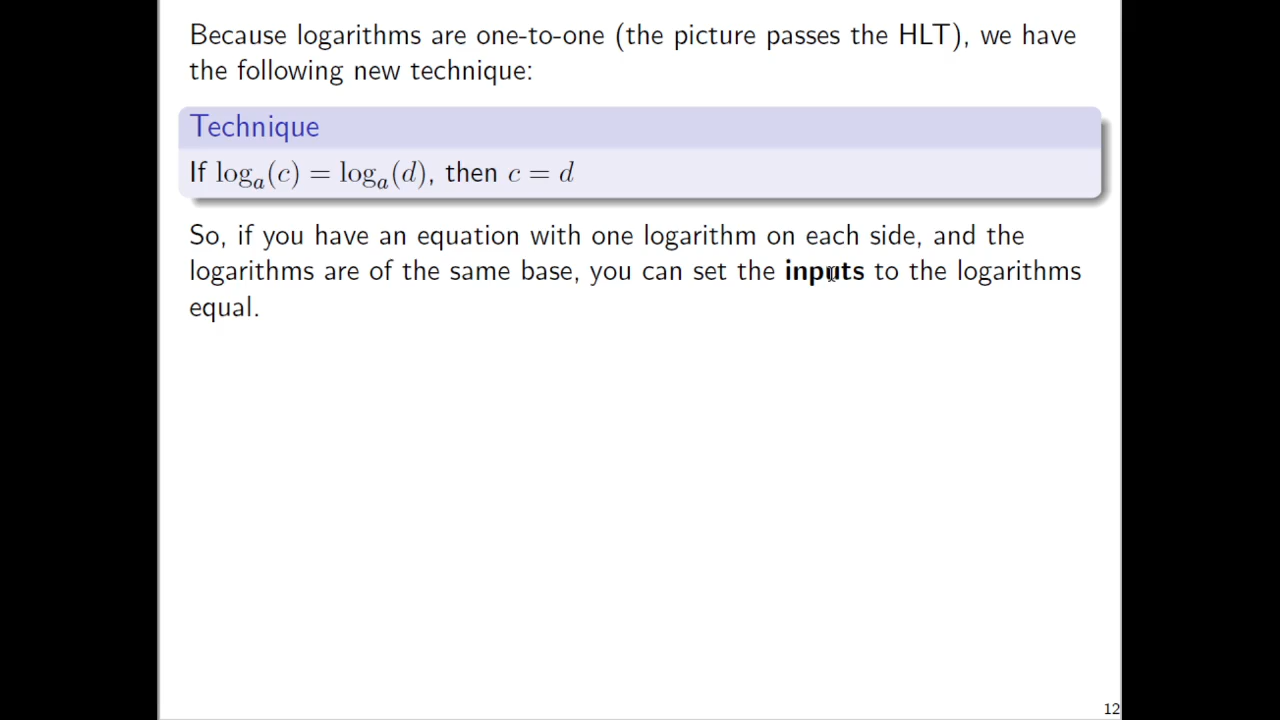 Because logarithms are one-to-one (the picture passes the HLT), we have
the following new technique:
Technique
If logₐ(c) = logₐ(d), then c = d
So, if you have an equation with one logarithm on each side, and the
logarithms are of the same base, you can set the inputs to the logarithms
equal.
12